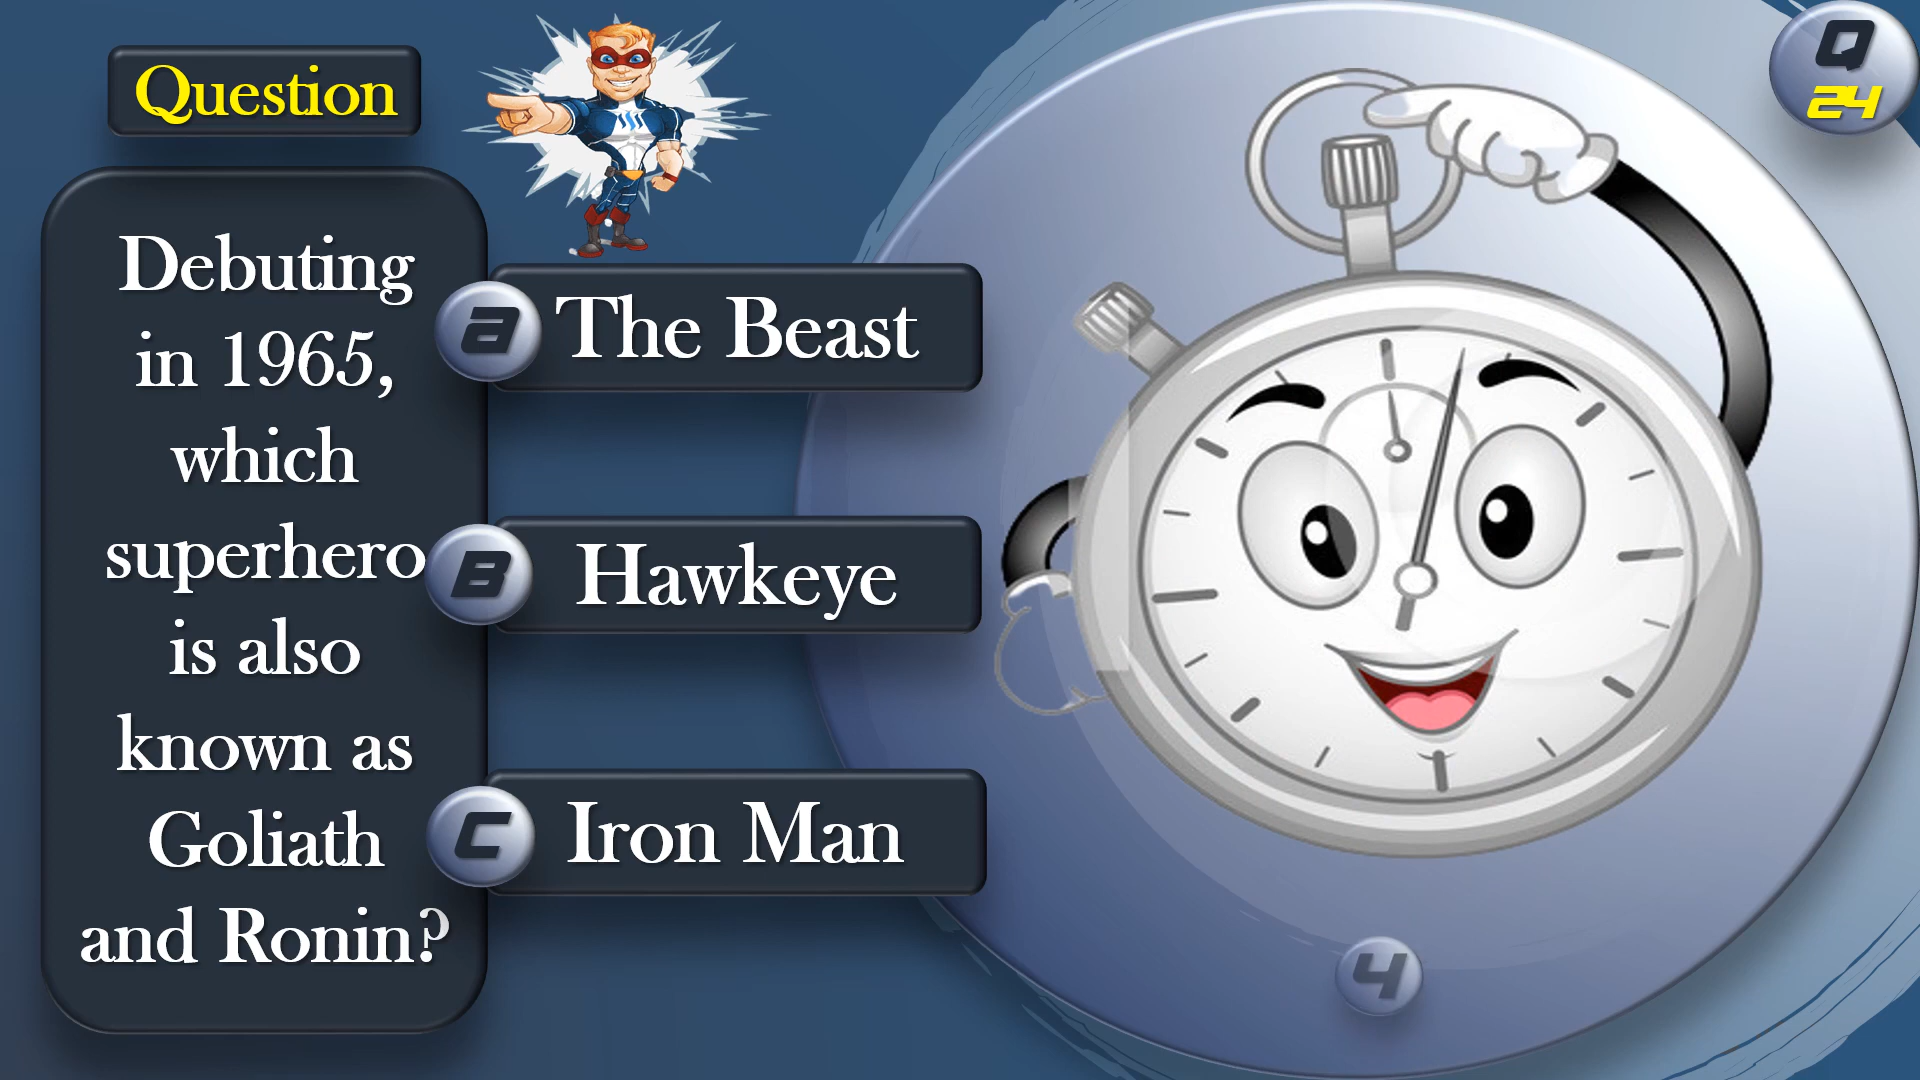 Question
Q
24
Debuting
in 1965,
which
superhero
is also
known as
Goliath
and Ronin?
a The Beast
B Hawkeye
C Iron Man
4